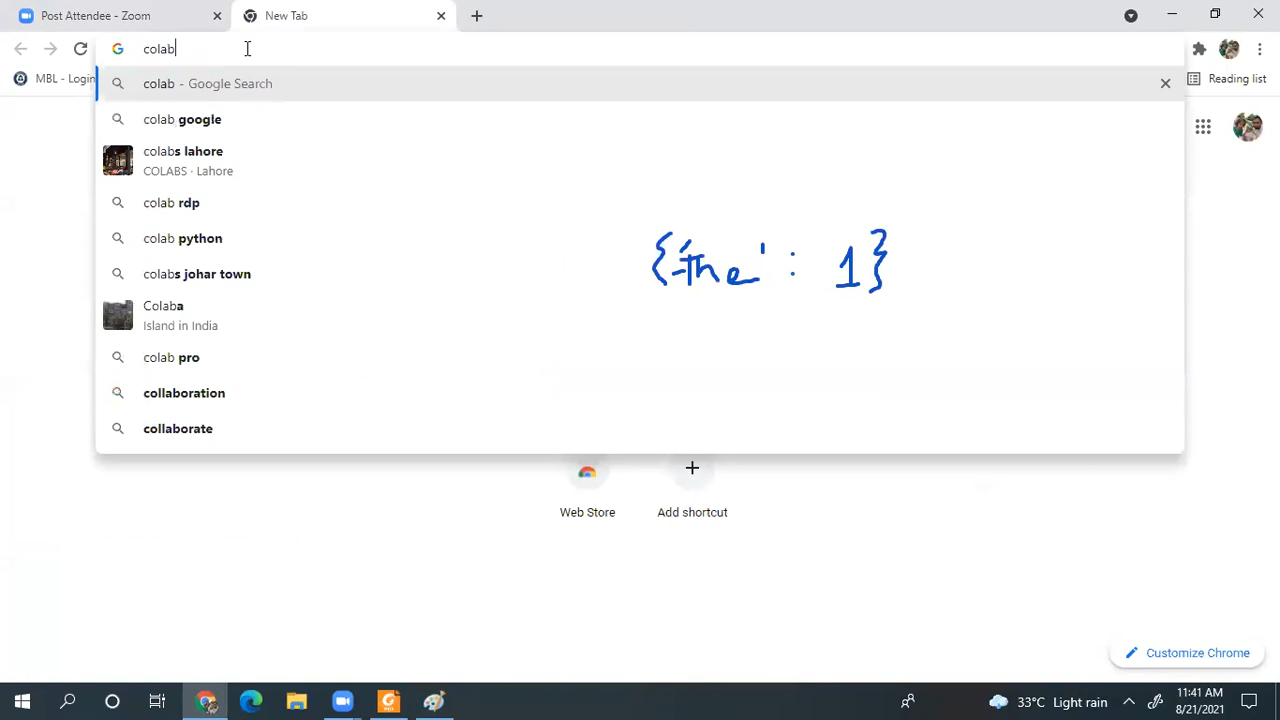 Post Attendee - Zoom
New Tab
colab
MBL - Login
Reading list
colab - Google Search
colab google
colabs lahore
COLABS · Lahore
colab rdp
colab python
colabs johar town
Colaba
Island in India
colab pro
collaboration
collaborate
{'the' : 1}
Web Store
Add shortcut
Customize Chrome
33°C Light rain
11:41 AM
8/21/2021